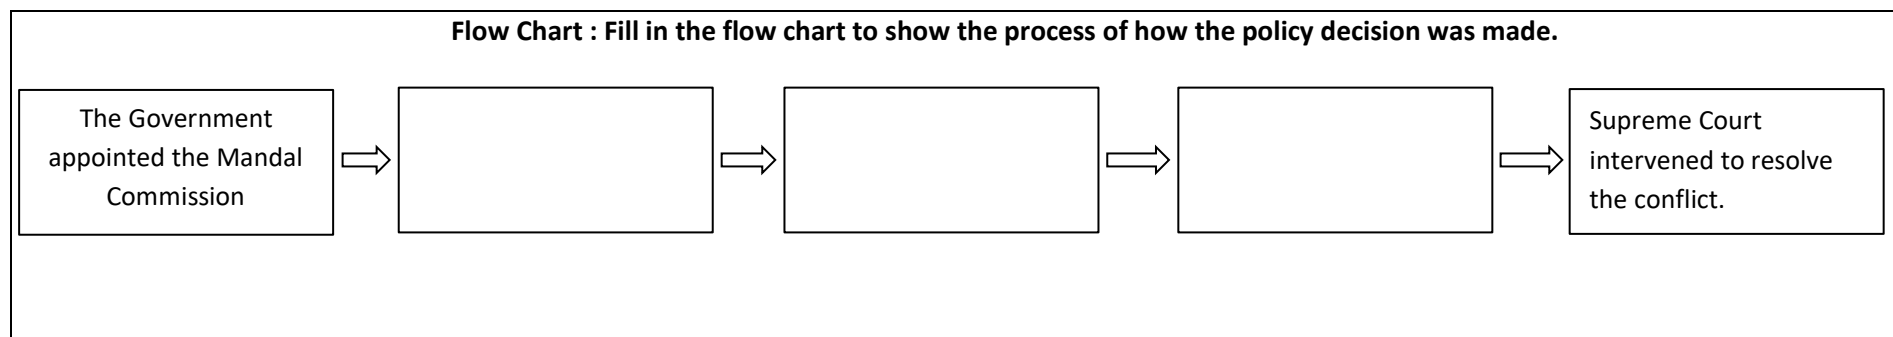 Flow Chart : Fill in the flow chart to show the process of how the policy decision was made.
The Government
appointed the Mandal
Commission
Supreme Court
intervened to resolve
the conflict.